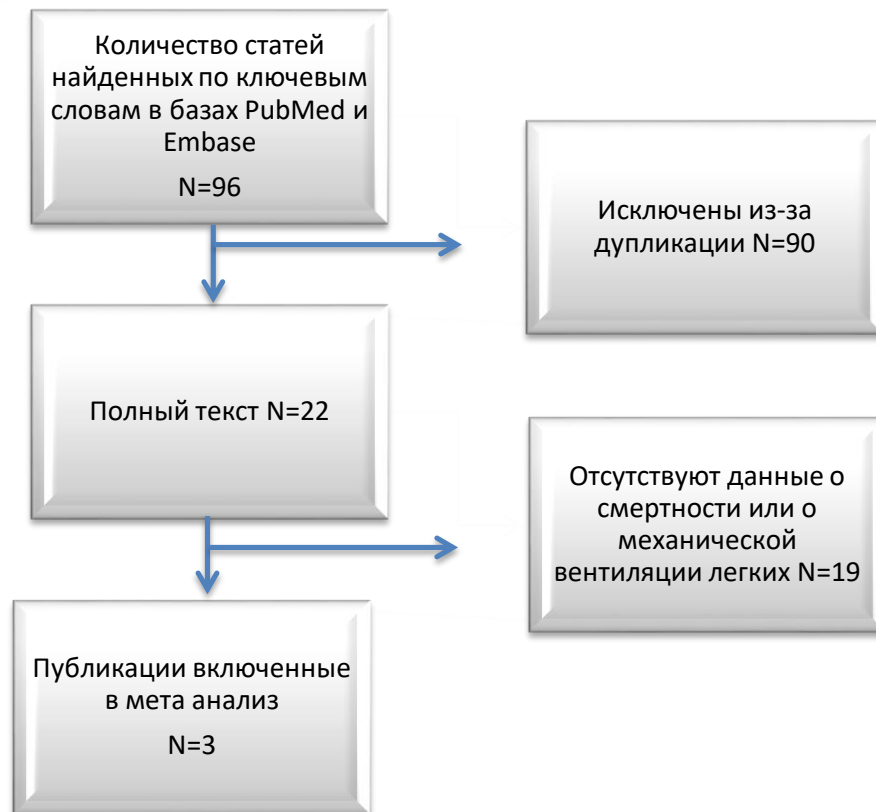 Количество статей
найденных по ключевым
словам в базах PubMed и
Embase
N=96
Исключены из-за
дупликации N=90
Полный текст N=22
Отсутствуют данные о
смертности или о
механической
вентиляции легких N=19
Публикации включенные
в мета анализ
N=3